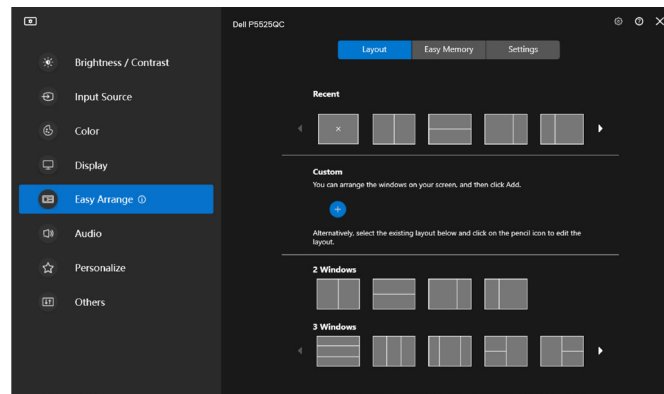 Dell P5525QC
Brightness / Contrast
Input Source
Color
Display
Easy Arrange
Audio
Personalize
Others
Layout
Easy Memory
Settings
Recent
Custom
You can arrange the windows on your screen, and then click Add.
Alternatively, select the existing layout below and click on the pencil icon to edit the
layout.
2 Windows
3 Windows